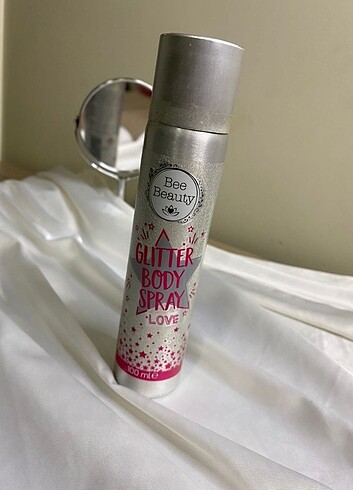 Bee
Beauty
GLITTER
BODY
SPRAY
LOVE
100 ml e